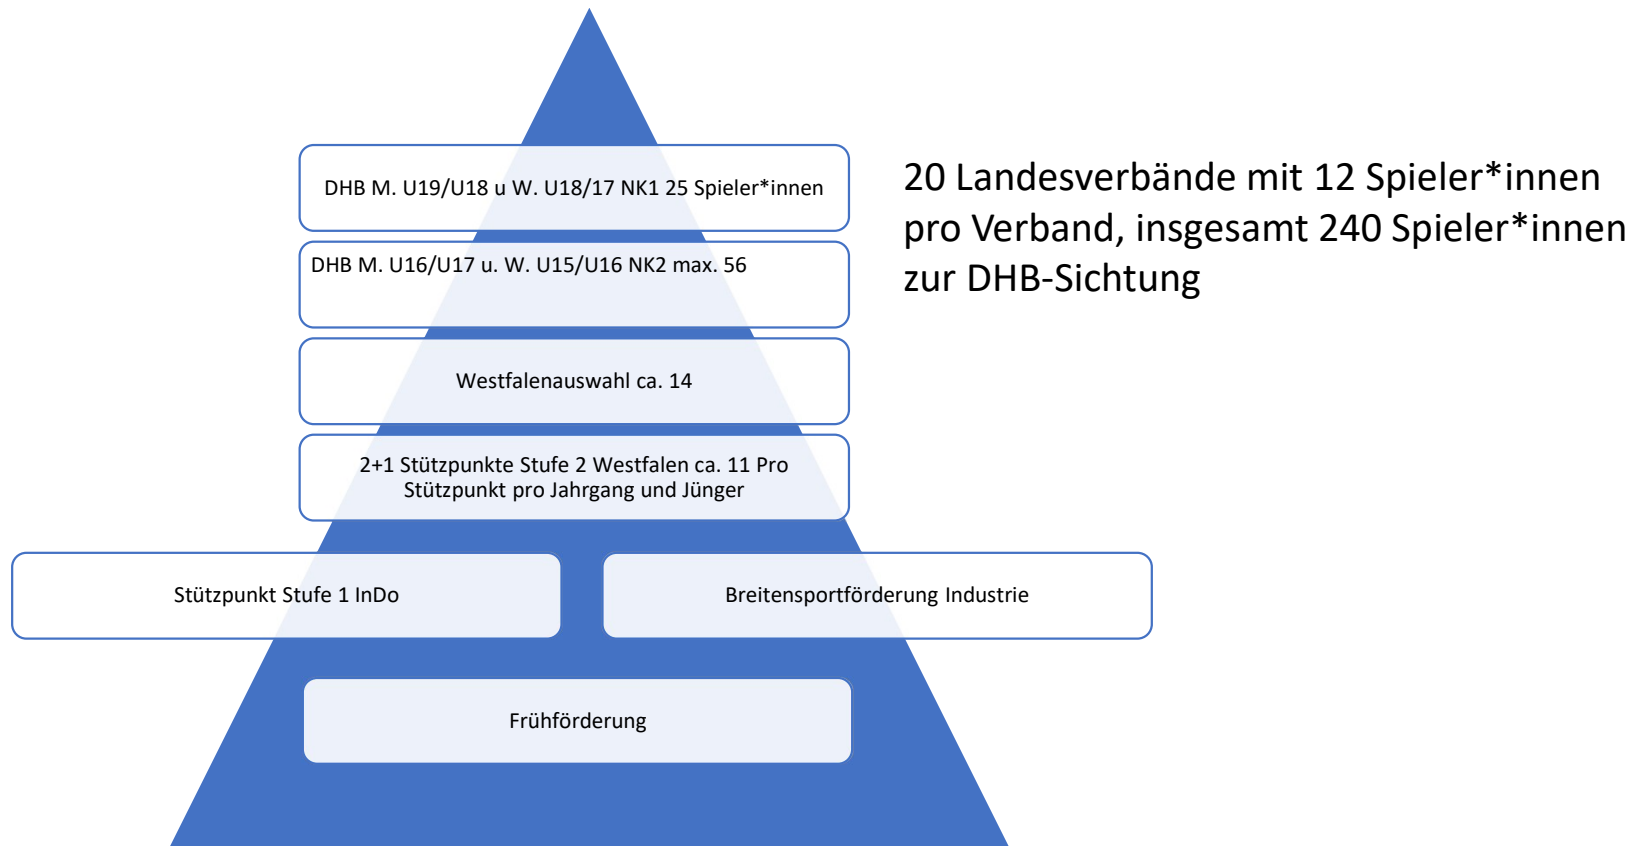 DHB M. U19/U18 u W. U18/17 NK1 25 Spieler*innen
20 Landesverbände mit 12 Spieler*innen
pro Verband, insgesamt 240 Spieler*innen
zur DHB-Sichtung
DHB M. U16/U17 u. W. U15/U16 NK2 max. 56
Westfalenauswahl ca. 14
2+1 Stützpunkte Stufe 2 Westfalen ca. 11 Pro
Stützpunkt pro Jahrgang und Jünger
Stützpunkt Stufe 1 InDo
Breitensportförderung Industrie
Frühförderung